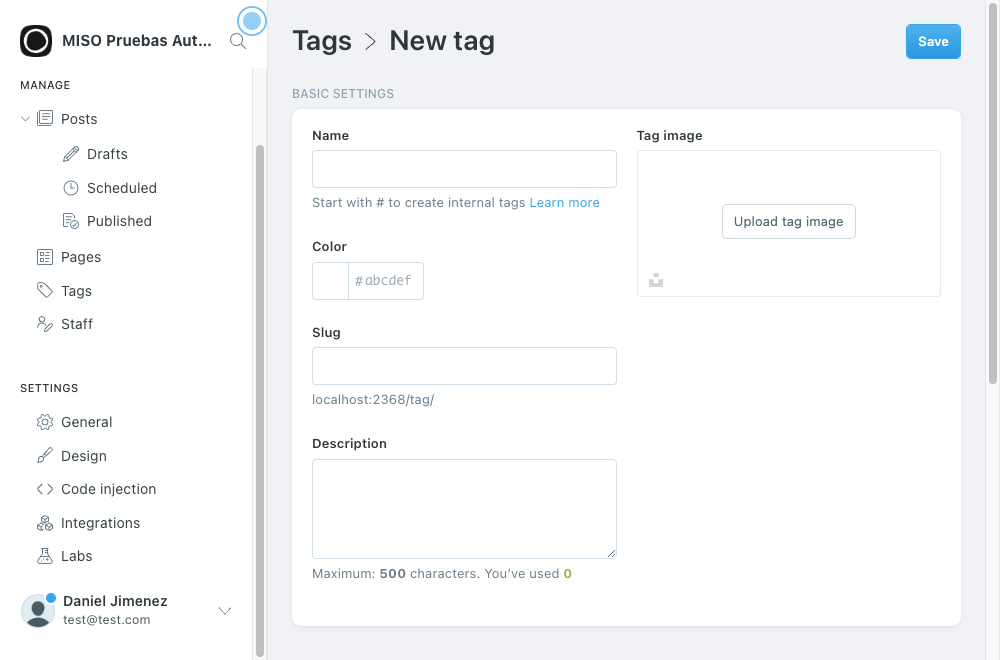 MISO Pruebas Aut...
MANAGE
Posts
Drafts
Scheduled
Published
Pages
Tags
Staff
SETTINGS
General
Design
Code injection
Integrations
Labs
Daniel Jimenez
test@test.com
Tags > New tag
Save
BASIC SETTINGS
Name
Start with # to create internal tags Learn more
Color
#abcdef
Slug
localhost:2368/tag/
Description
Maximum: 500 characters. You’ve used 0
Tag image
Upload tag image